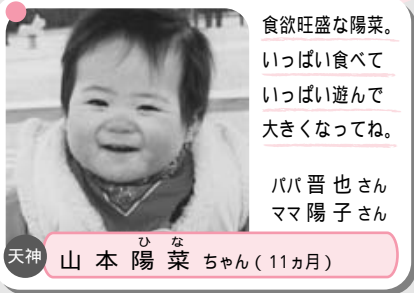 食欲旺盛な陽菜。
いっぱい食べて
いっぱい遊んで
大きくなってね。
パパ 晋也さん
ママ 陽子さん
天神
ひな
山本陽菜ちゃん(11ヵ月)